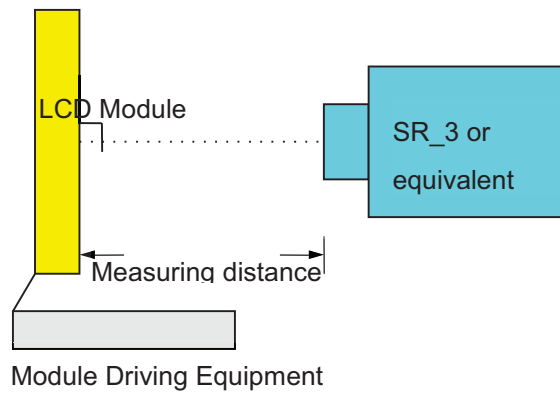 LCD Module
SR_3 or
equivalent
Measuring distance
Module Driving Equipment